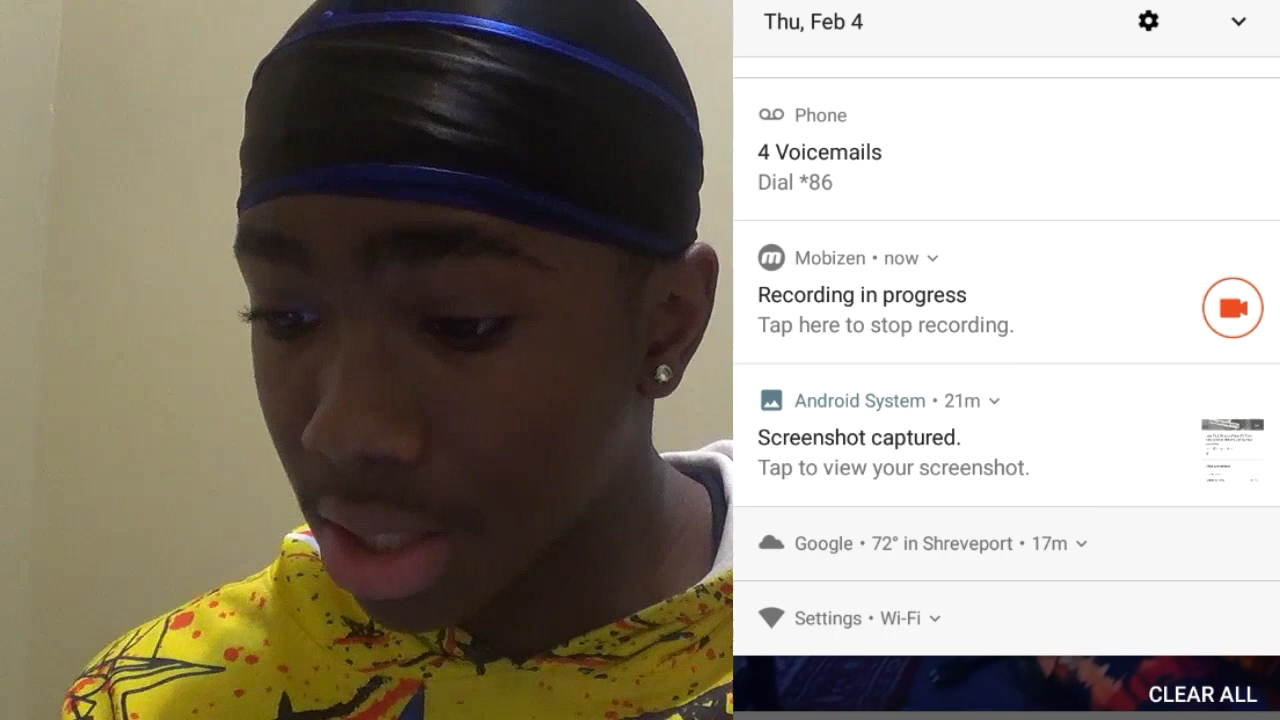 Thu, Feb 4
Phone
4 Voicemails
Dial *86
Mobizen • now
Recording in progress
Tap here to stop recording.
Android System • 21m
Screenshot captured.
Tap to view your screenshot.
Google • 72° in Shreveport • 17m
Settings • Wi-Fi
CLEAR ALL